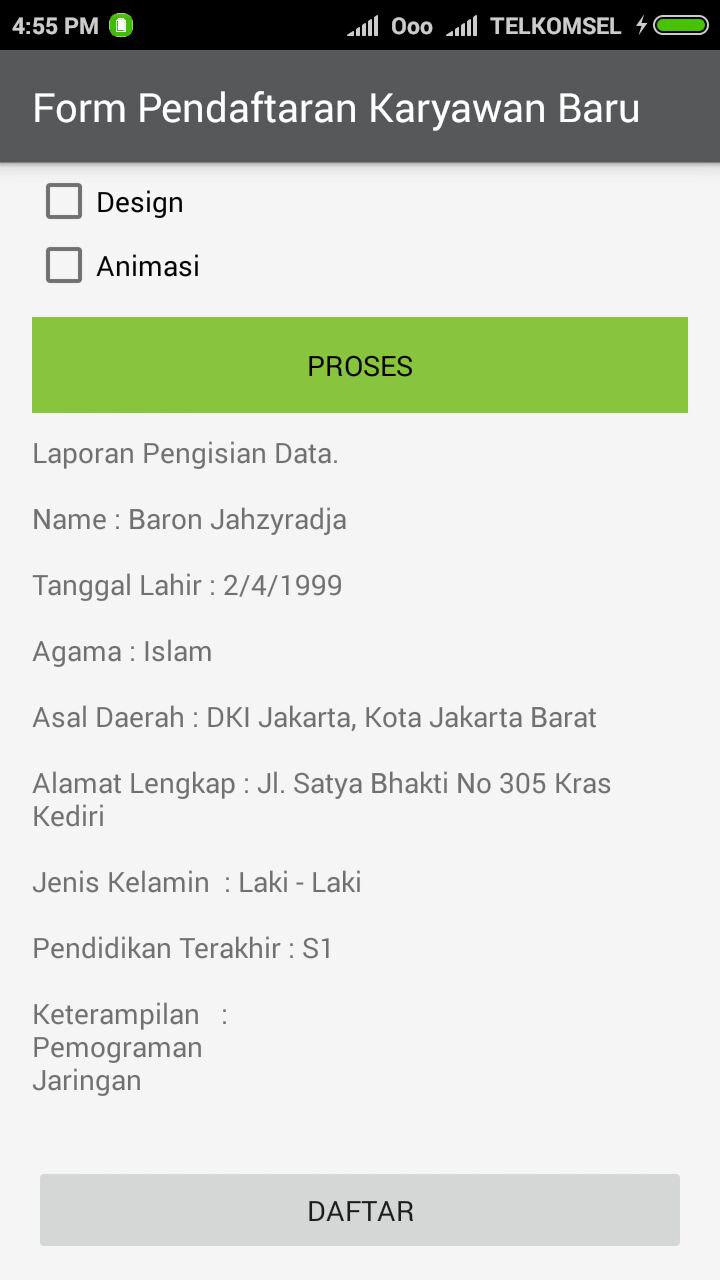 4:55 PM Ooo TELKOMSEL
Form Pendaftaran Karyawan Baru
Design
Animasi
PROSES
Laporan Pengisian Data.
Name : Baron Jahzyradja
Tanggal Lahir : 2/4/1999
Agama : Islam
Asal Daerah : DKI Jakarta, Kota Jakarta Barat
Alamat Lengkap : Jl. Satya Bhakti No 305 Kras
Kediri
Jenis Kelamin  : Laki - Laki
Pendidikan Terakhir : S1
Keterampilan   :
Pemograman
Jaringan
DAFTAR